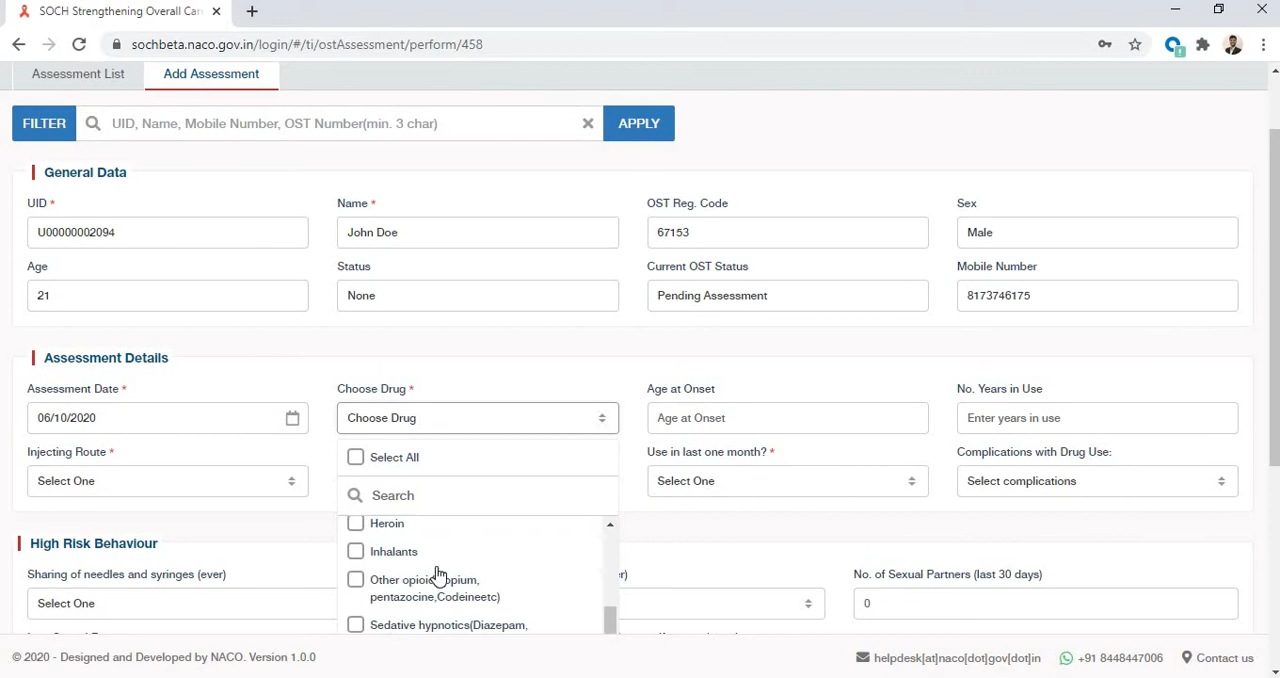 SOCH Strengthening Overall Car
sochbeta.naco.gov.in/login/#/ti/ostAssessment/perform/458
Assessment List
Add Assessment
FILTER
UID, Name, Mobile Number, OST Number(min. 3 char)
APPLY
General Data
UID *
Name *
OST Reg. Code
Sex
U00000002094
John Doe
67153
Male
Age
Status
Current OST Status
Mobile Number
21
None
Pending Assessment
8173746175
Assessment Details
Assessment Date *
Choose Drug *
Age at Onset
No. Years in Use
06/10/2020
Choose Drug
Age at Onset
Enter years in use
Injecting Route *
Select All
Use in last one month? *
Complications with Drug Use:
Select One
Search
Select One
Select complications
Heroin
Inhalants
Other opioi opium,
pentazocine,Codeineetc)
Sedative hypnotics(Diazepam,
High Risk Behaviour
Sharing of needles and syringes (ever)
er)
No. of Sexual Partners (last 30 days)
Select One
0
© 2020 - Designed and Developed by NACO. Version 1.0.0
helpdesk[at]naco[dot]gov[dot]in
+91 8448447006
Contact us